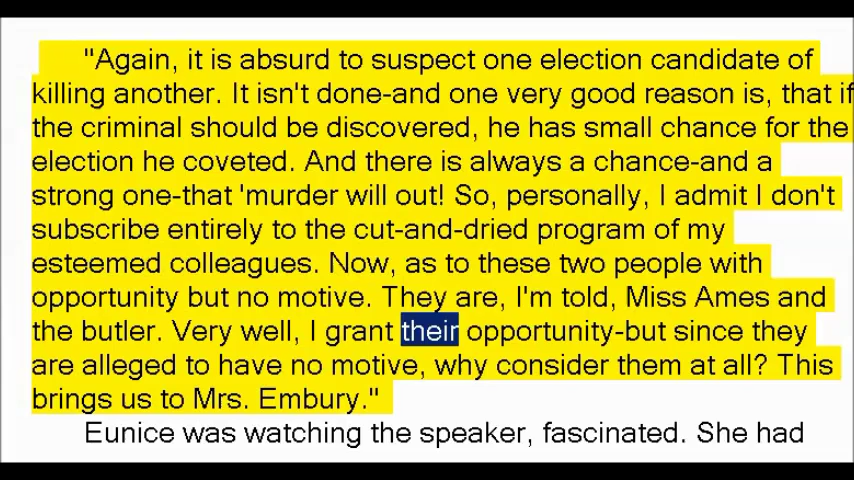 "Again, it is absurd to suspect one election candidate of
killing another. It isn't done-and one very good reason is, that if
the criminal should be discovered, he has small chance for the
election he coveted. And there is always a chance-and a
strong one-that 'murder will out! So, personally, I admit I don't
subscribe entirely to the cut-and-dried program of my
esteemed colleagues. Now, as to these two people with
opportunity but no motive. They are, I'm told, Miss Ames and
the butler. Very well, I grant their opportunity-but since they
are alleged to have no motive, why consider them at all? This
brings us to Mrs. Embury."
Eunice was watching the speaker, fascinated. She had